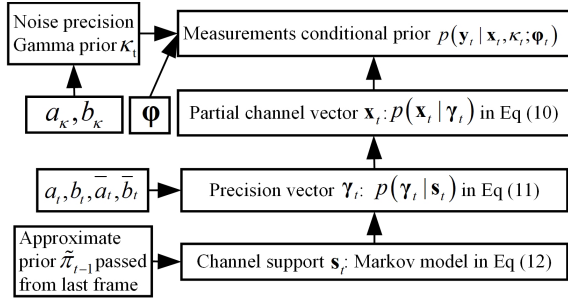 Noise precision
Gamma prior κ_t
Measurements conditional prior p(𝐲_t | 𝐱_t, κ_t; 𝛗_t)
a_κ, b_κ
𝛗
Partial channel vector 𝐱_t: p(𝐱_t | 𝛄_t) in Eq (10)
a_t, b_t, a̅_t, b̅_t
Precision vector 𝛄_t: p(𝛄_t | 𝐬_t) in Eq (11)
Approximate
prior π̃_{t−1} passed
from last frame
Channel support 𝐬_t: Markov model in Eq (12)